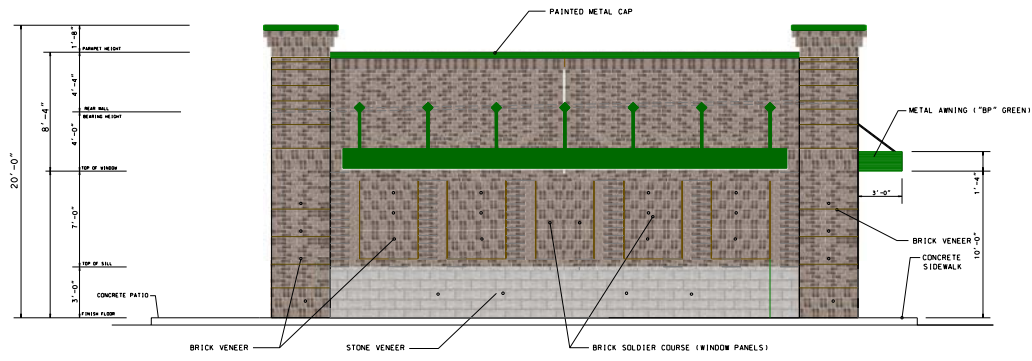 PAINTED METAL CAP
1'-8"
PARAPET HEIGHT
4'-4"
8'-4"
REAR WALL
BEARING HEIGHT
4'-0"
20'-0"
TOP OF WINDOW
7'-0"
TOP OF SILL
3'-0"
CONCRETE PATIO
FINISH FLOOR
METAL AWNING ("BP" GREEN)
1'-4"
3'-0"
10'-0"
BRICK VENEER
CONCRETE
SIDEWALK
BRICK VENEER
STONE VENEER
BRICK SOLDIER COURSE (WINDOW PANELS)